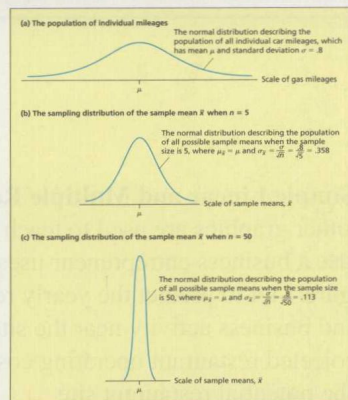 (a) The population of individual mileages
The normal distribution describing the
population of all individual car mileages, which
has mean μ and standard deviation σ = .8
Scale of gas mileages
μ
(b) The sampling distribution of the sample mean x̄ when n = 5
The normal distribution describing the population
of all possible sample means when the sample
size is 5, where μx̄ = μ and σx̄ = σ/√n = .8/√5 = .358
Scale of sample means, x̄
μ
(c) The sampling distribution of the sample mean x̄ when n = 50
The normal distribution describing the population
of all possible sample means when the sample size
is 50, where μx̄ = μ and σx̄ = σ/√n = .8/√50 = .113
Scale of sample means, x̄
μ